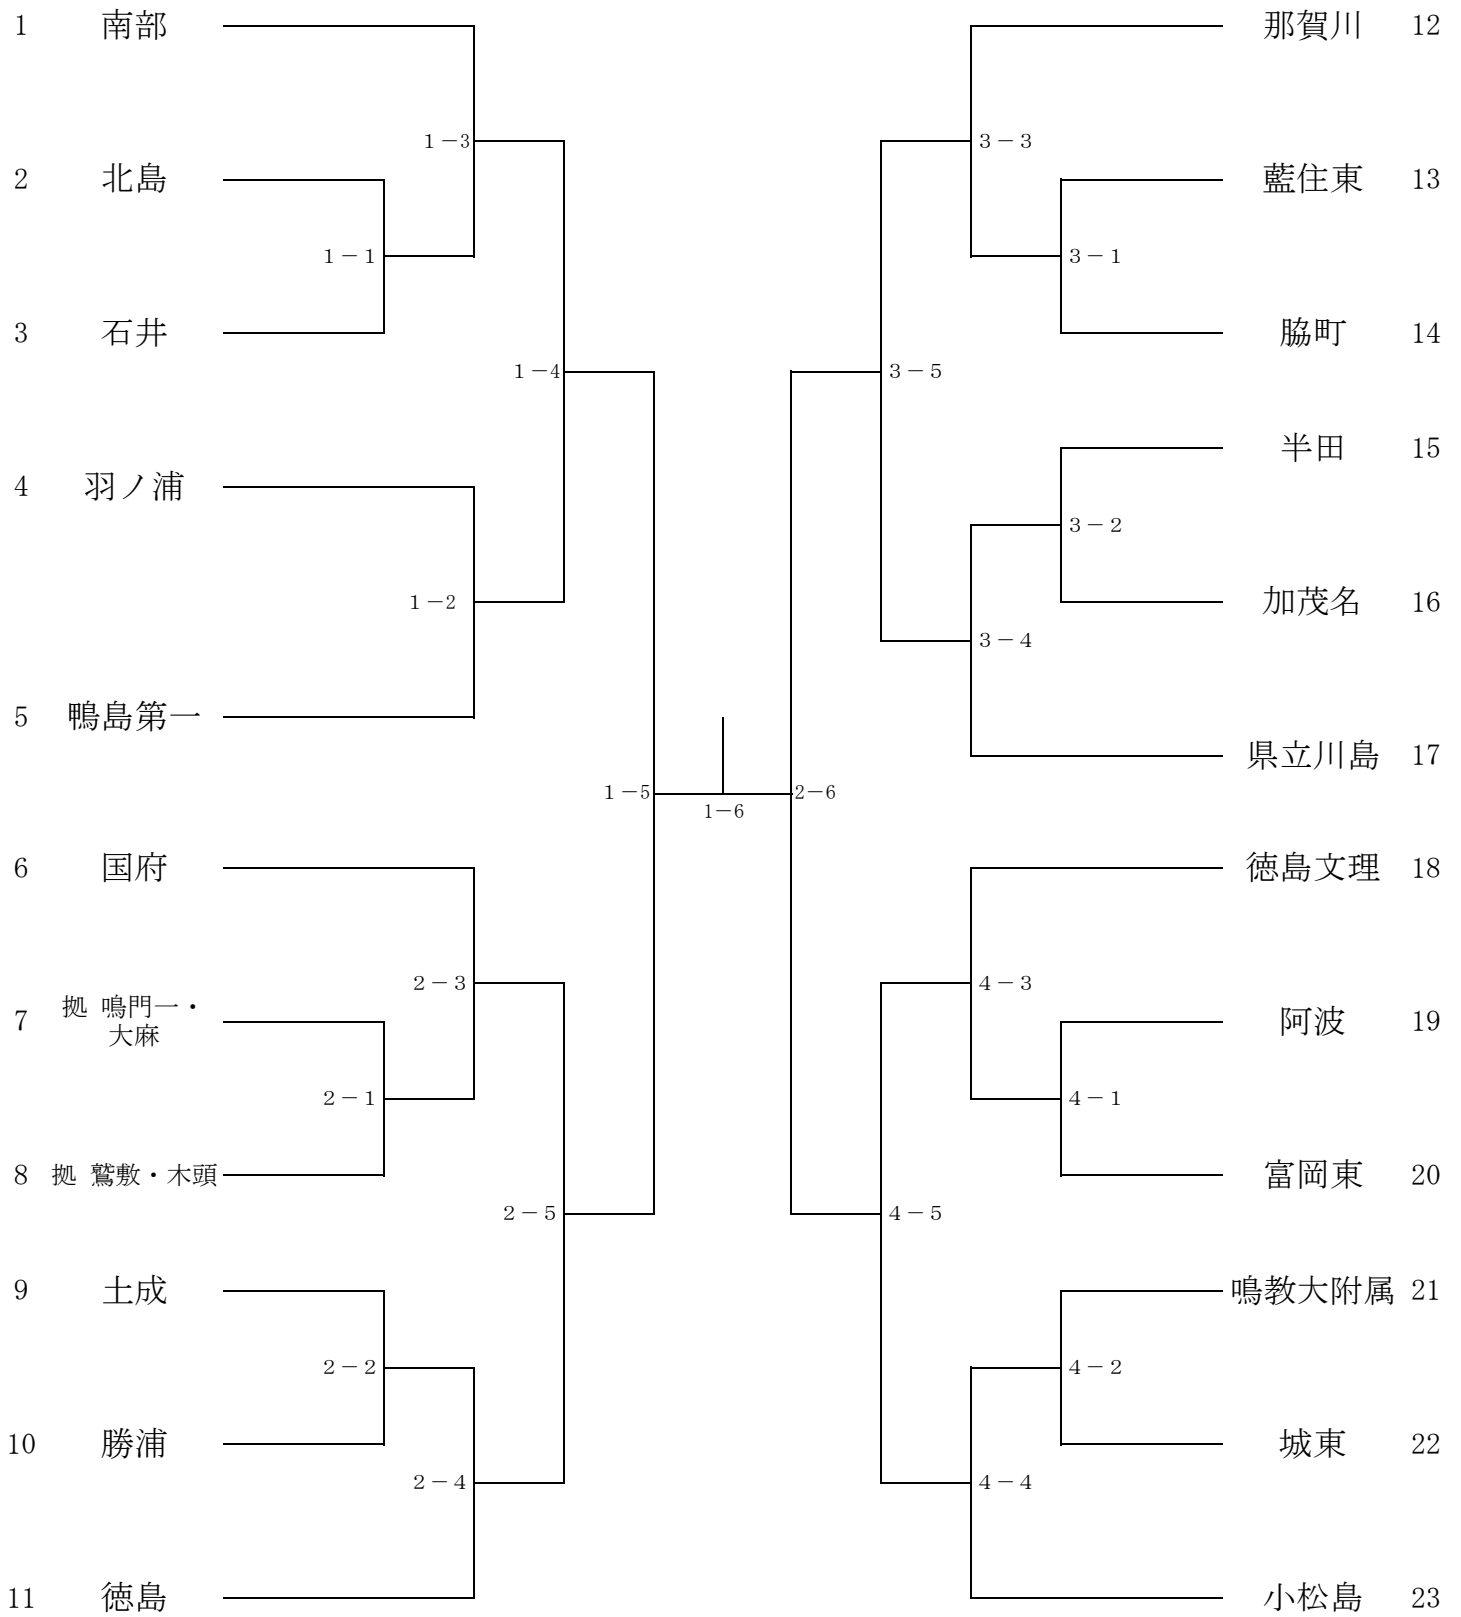 1 南部
1－3
2 北島
1－1
3 石井
1－4
4 羽ノ浦
1－2
5 鴨島第一
1－5
1－6
6 国府
2－3
7 拠 鳴門一・
大麻
2－1
8 拠 鷲敷・木頭
2－5
9 土成
2－2
10 勝浦
2－4
11 徳島
那賀川 12
3－3
藍住東 13
3－1
脇町 14
3－5
半田 15
3－2
加茂名 16
3－4
県立川島 17
2－6
徳島文理 18
4－3
阿波 19
4－1
富岡東 20
4－5
鳴教大附属 21
4－2
城東 22
4－4
小松島 23